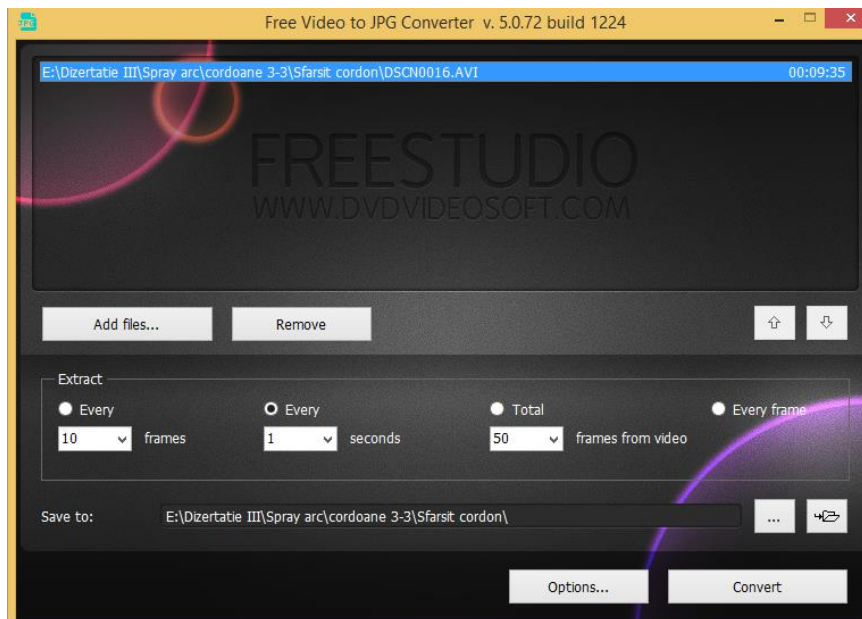 JPG
Free Video to JPG Converter v. 5.0.72 build 1224
E:\Dizertatie III\Spray arc\cordoane 3-3\Sfarsit cordon\DSCN0016.AVI 00:09:35
FREESTUDIO
WWW.DVDVIDEOSOFT.COM
Add files... Remove
Extract
Every Every Total Every frame
10 frames 1 seconds 50 frames from video
Save to: E:\Dizertatie III\Spray arc\cordoane 3-3\Sfarsit cordon\ ...
Options... Convert